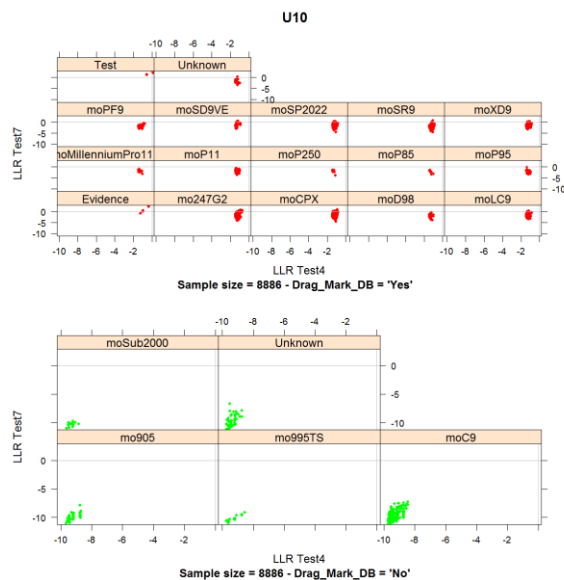 U10
-10 -8 -6 -4 -2
Test Unknown
0
-5
-10
moPF9 moSD9VE moSP2022 moSR9 moXD9
0
-5
-10
moMillenniumPro11 moP11 moP250 moP85 moP95
0
-5
-10
Evidence mo247G2 moCPX moD98 moLC9
0
-5
-10
-10 -8 -6 -4 -2 -10 -8 -6 -4 -2 -10 -8 -6 -4 -2
LLR Test7
LLR Test4
Sample size = 8886 - Drag_Mark_DB = 'Yes'
-10 -8 -6 -4 -2 0
moSub2000 Unknown
0
-5
-10
mo905 mo995TS moC9
0
-5
-10
-10 -8 -6 -4 -2 0 -10 -8 -6 -4 -2 0
LLR Test7
LLR Test4
Sample size = 8886 - Drag_Mark_DB = 'No'